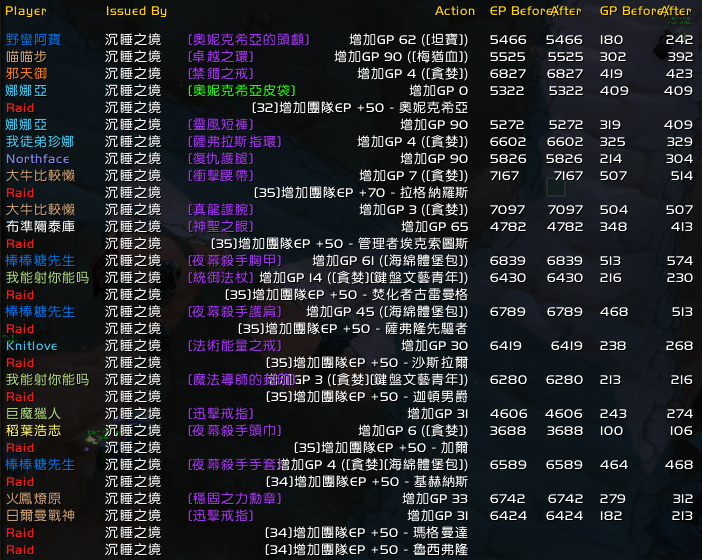 Player Issued By Action EP Before After GP Before After
野蠻阿寶 沉睡之境 [奧妮克希亞的頭顱] 增加GP 62 ([坦寶]) 5466 5466 180 242
喵喵步 沉睡之境 [卓越之環] 增加GP 90 ([梅猶血]) 5525 5525 302 392
邪天御 沉睡之境 [禁錮之戒] 增加GP 4 ([貪婪]) 6827 6827 419 423
娜娜亞 沉睡之境 [奧妮克希亞皮袋] 增加GP 0 5322 5322 409 409
Raid 沉睡之境 (32)增加團隊EP +50 - 奧妮克希亞
娜娜亞 沉睡之境 [靈風短褲] 增加GP 90 5272 5272 319 409
我徒弟珍娜 沉睡之境 [薩弗拉斯指環] 增加GP 4 ([貪婪]) 6602 6602 325 329
Northface 沉睡之境 [復仇護腿] 增加GP 90 5826 5826 214 304
大牛比較懶 沉睡之境 [衝擊腰帶] 增加GP 7 ([貪婪]) 7167 7167 507 514
Raid 沉睡之境 (35)增加團隊EP +70 - 拉格納羅斯
大牛比較懶 沉睡之境 [真龍護腕] 增加GP 3 ([貪婪]) 7097 7097 504 507
布準爾泰庫 沉睡之境 [神聖之眼] 增加GP 65 4782 4782 348 413
Raid 沉睡之境 (35)增加團隊EP +50 - 管理者埃克索圖斯
棒棒糖先生 沉睡之境 [夜幕殺手胸甲] 增加GP 61 ([海綿體堡包]) 6839 6839 513 574
我能射你能吗 沉睡之境 [統御法杖] 增加GP 14 ([貪婪][鍵盤文藝青年]) 6430 6430 216 230
Raid 沉睡之境 (35)增加團隊EP +50 - 焚化者古雷曼格
棒棒糖先生 沉睡之境 [夜幕殺手護肩] 增加GP 45 ([海綿體堡包]) 6789 6789 468 513
Raid 沉睡之境 (35)增加團隊EP +50 - 薩弗隆先驅者
Knitlove 沉睡之境 [法術能量之戒] 增加GP 30 6419 6419 238 268
Raid 沉睡之境 (35)增加團隊EP +50 - 沙斯拉爾
我能射你能吗 沉睡之境 [魔法導師的 增加GP 3 ([貪婪][鍵盤文藝青年]) 6280 6280 213 216
Raid 沉睡之境 (35)增加團隊EP +50 - 迦頓男爵
巨魔獵人 沉睡之境 [迅擊戒指] 增加GP 31 4606 4606 243 274
稻葉浩志 沉睡之境 [夜幕殺手頭巾] 增加GP 6 ([貪婪]) 3688 3688 100 106
Raid 沉睡之境 (35)增加團隊EP +50 - 加爾
棒棒糖先生 沉睡之境 [夜幕殺手手套] 增加GP 4 ([貪婪][海綿體堡包]) 6589 6589 464 468
Raid 沉睡之境 (34)增加團隊EP +50 - 基赫納斯
火鳳燎原 沉睡之境 [穩固之力勳章] 增加GP 33 6742 6742 279 312
日爾曼戰神 沉睡之境 [迅擊戒指] 增加GP 31 6424 6424 182 213
Raid 沉睡之境 (34)增加團隊EP +50 - 瑪格曼達
Raid 沉睡之境 (34)增加團隊EP +50 - 魯西弗隆